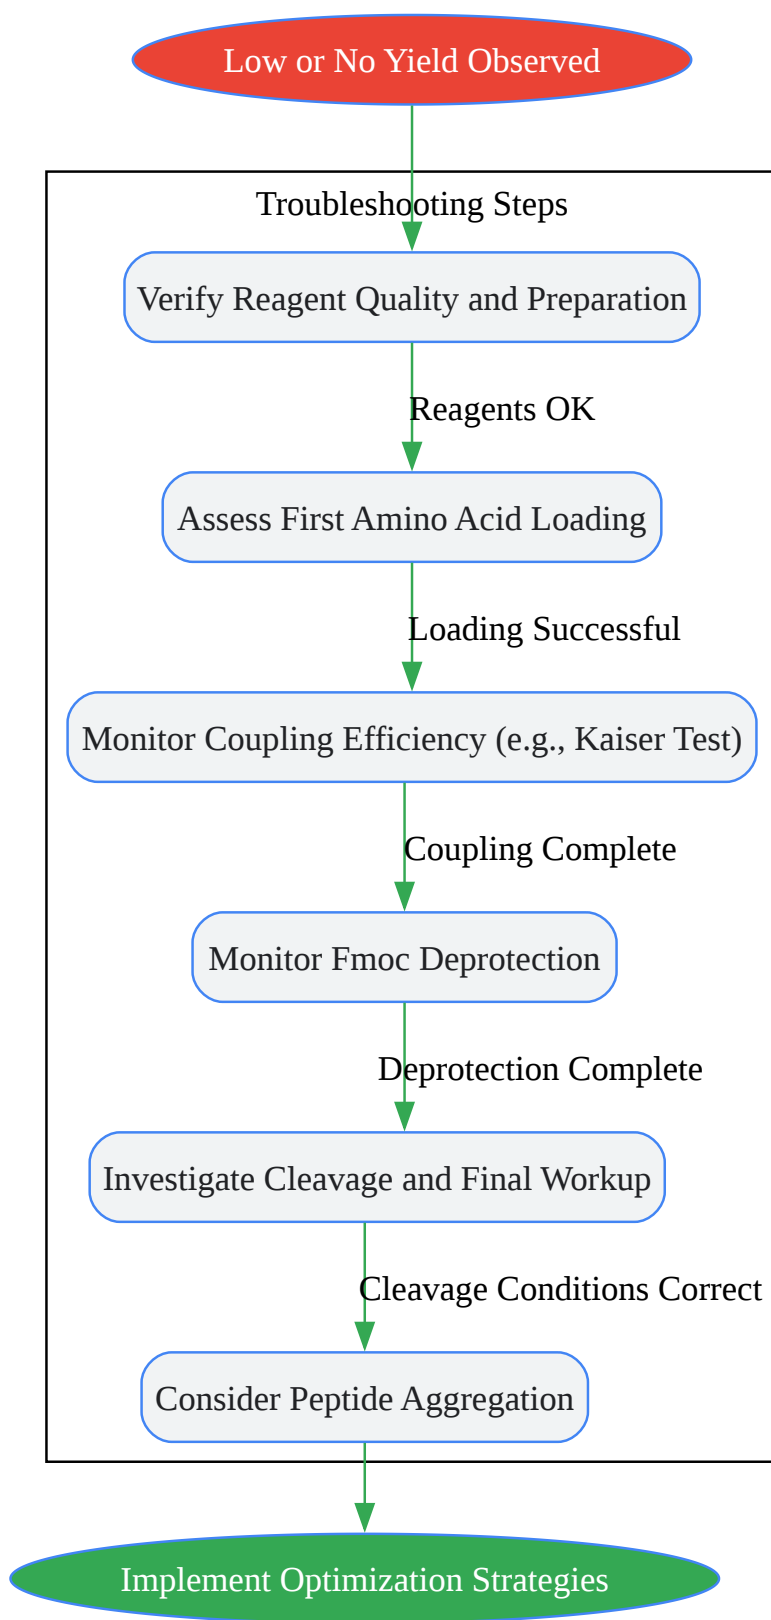 Low or No Yield Observed
Troubleshooting Steps
Verify Reagent Quality and Preparation
Reagents OK
Assess First Amino Acid Loading
Loading Successful
Monitor Coupling Efficiency (e.g., Kaiser Test)
Coupling Complete
Monitor Fmoc Deprotection
Deprotection Complete
Investigate Cleavage and Final Workup
Cleavage Conditions Correct
Consider Peptide Aggregation
Implement Optimization Strategies